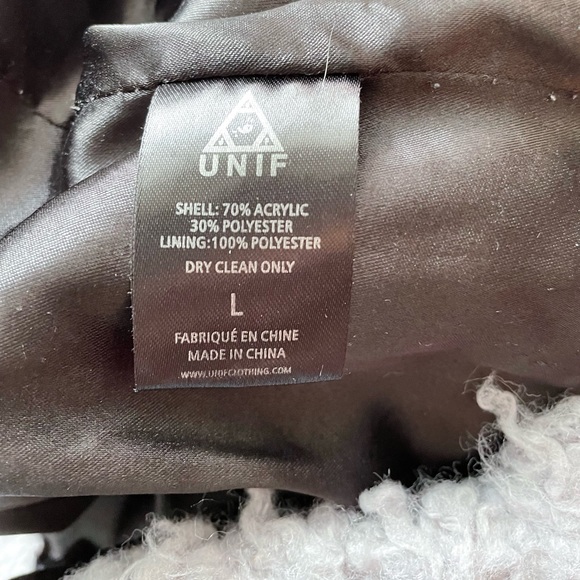 UNIF
SHELL: 70% ACRYLIC
30% POLYESTER
LINING:100% POLYESTER
DRY CLEAN ONLY
L
FABRIQUÉ EN CHINE
MADE IN CHINA
WWW.UNIFCLOTHING.COM